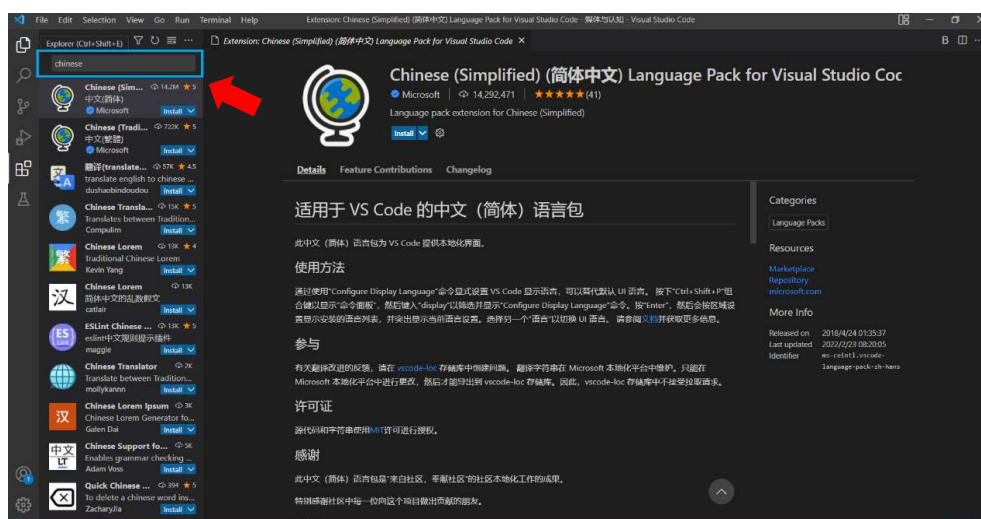 File Edit Selection View Go Run Terminal Help
Extension: Chinese (Simplified) (简体中文) Language Pack for Visual Studio Code - 媒体与认知 - Visual Studio Code
Explorer (Ctrl+Shift+E)
Extension: Chinese (Simplified) (简体中文) Language Pack for Visual Studio Code
chinese
Chinese (Sim... 14.2M ★ 5
中文(简体)
Microsoft Install
Chinese (Tradi... 722K ★ 5
中文(繁體)
Microsoft Install
翻译(translate... 57K ★ 4.5
translate english to chinese ...
dushaobindoudou Install
Chinese Transla... 15K ★ 5
Translates between Tradition...
Compulim Install
Chinese Lorem 13K ★ 4
Traditional Chinese Lorem
Kevin Yang Install
Chinese Lorem 13K
简体中文的乱数假文
catlair Install
ESLint Chinese ... 13K ★ 5
eslint中文规则提示插件
maggie Install
Chinese Translator 2K
Translate between Tradition...
mollykannn Install
Chinese Lorem Ipsum 3K
Chinese Lorem Generator fo...
Galen Dai Install
Chinese Support fo... 5K
Enables grammar checking ...
Adam Voss Install
Quick Chinese ... 394 ★ 5
To delete a chinese word ins...
ZacharyJia Install
Chinese (Simplified) (简体中文) Language Pack for Visual Studio Coc
Microsoft 14,292,471 ★★★★★(41)
Language pack extension for Chinese (Simplified)
Install
Details Feature Contributions Changelog
适用于 VS Code 的中文（简体）语言包
此中文（简体）语言包为 VS Code 提供本地化界面。
使用方法
通过使用“Configure Display Language”命令显式设置 VS Code 显示语言，可以替代默认 UI 语言。 按下“Ctrl+Shift+P”组
合键以显示“命令面板”，然后键入“display”以筛选并显示“Configure Display Language”命令。按“Enter”，然后会按区域设
置显示安装的语言列表，并突出显示当前语言设置。选择另一个“语言”以切换 UI 语言。 请参阅文档并获取更多信息。
参与
有关翻译改进的反馈，请在 vscode-loc 存储库中创建问题。 翻译字符串在 Microsoft 本地化平台中维护。只能在
Microsoft 本地化平台中进行更改，然后才能导出到 vscode-loc 存储库。因此，vscode-loc 存储库中不接受拉取请求。
许可证
源代码和字符串使用MIT许可进行授权。
感谢
此中文（简体）语言包是“来自社区，奉献社区”的社区本地化工作的成果。
特别感谢社区中每一位向这个项目做出贡献的朋友。
Categories
Language Packs
Resources
Marketplace
Repository
microsoft.com
More Info
Released on 2018/4/24 01:35:37
Last updated 2022/2/23 08:20:05
Identifier ms-ceintl.vscode-
language-pack-zh-hans